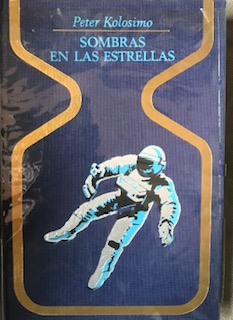 Peter Kolosimo
SOMBRAS
EN LAS ESTRELLAS